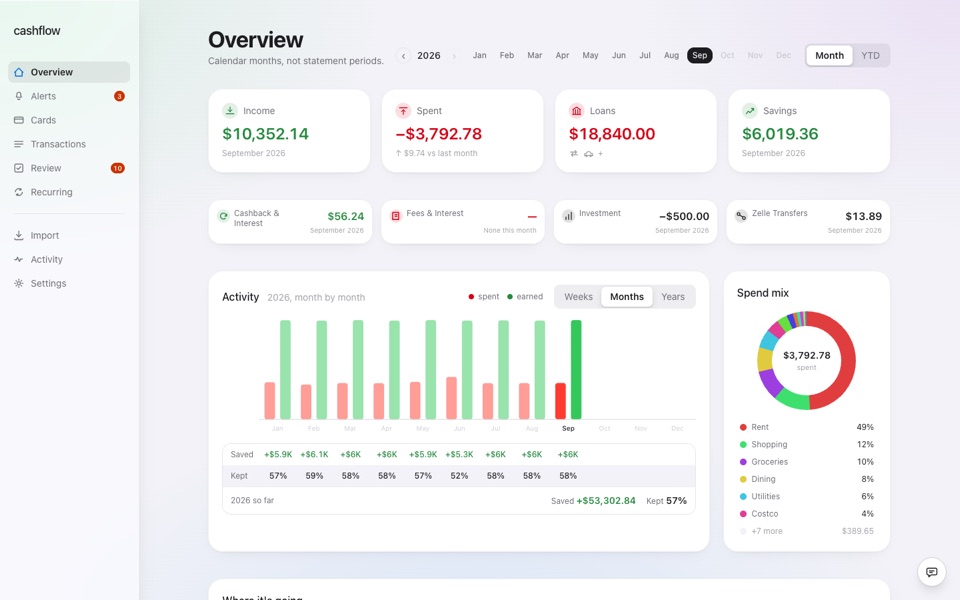 cashflow
Overview
Alerts 3
Cards
Transactions
Review 10
Recurring
Import
Activity
Settings
Overview
Calendar months, not statement periods.
‹ 2026 › Jan Feb Mar Apr May Jun Jul Aug Sep Oct Nov Dec Month YTD
Income
$10,352.14
September 2026
Spent
−$3,792.78
↑ $9.74 vs last month
Loans
$18,840.00
+
Savings
$6,019.36
September 2026
Cashback & Interest
$56.24
September 2026
Fees & Interest
—
None this month
Investment
−$500.00
September 2026
Zelle Transfers
$13.89
September 2026
Activity 2026, month by month
spent earned
Weeks Months Years
Jan Feb Mar Apr May Jun Jul Aug Sep Oct Nov Dec
Saved +$5.9K +$6.1K +$6K +$6K +$5.9K +$5.3K +$6K +$6K +$6K
Kept 57% 59% 58% 58% 57% 52% 58% 58% 58%
2026 so far Saved +$53,302.84 Kept 57%
Spend mix
$3,792.78
spent
Rent 49%
Shopping 12%
Groceries 10%
Dining 8%
Utilities 6%
Costco 4%
+7 more $389.65
Where it's going